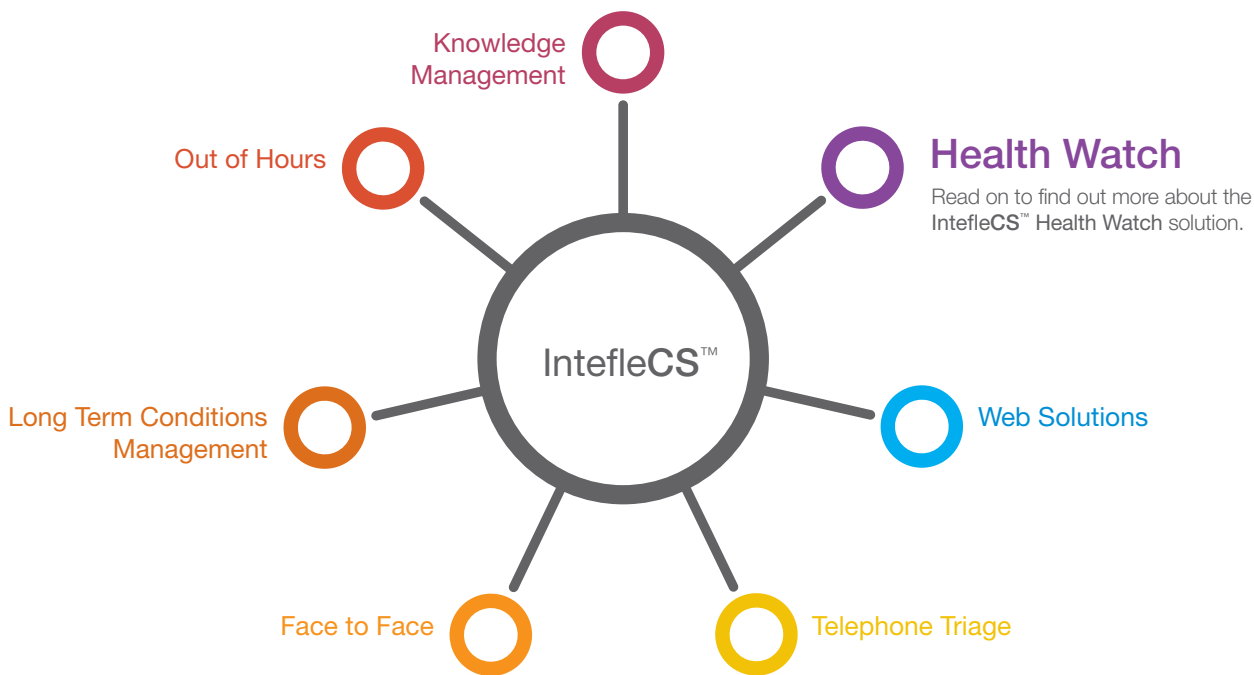 Knowledge
Management
Out of Hours
Health Watch
Read on to find out more about the
IntefleCS™ Health Watch solution.
IntefleCS™
Long Term Conditions
Management
Web Solutions
Face to Face
Telephone Triage